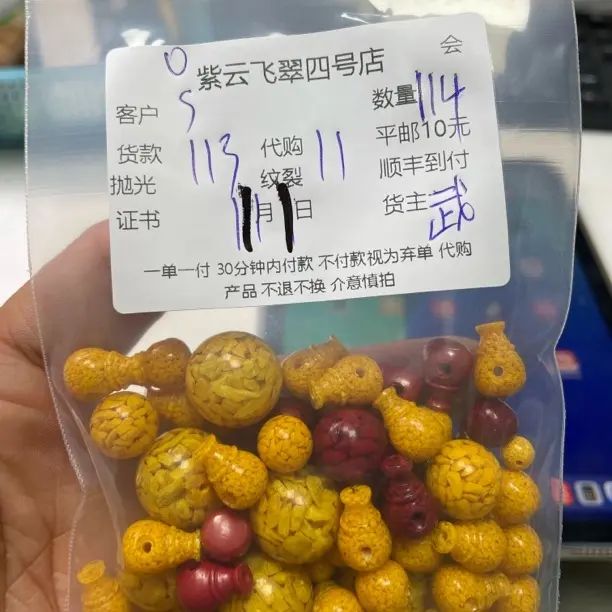 O 紫云飞翠四号店 会
客户 S 数量 114
货款 113 代购 11 平邮10元
抛光 纹裂 顺丰到付
证书 11月1日 货主 武
一单一付 30分钟内付款 不付款视为弃单 代购
产品 不退不换 介意慎拍